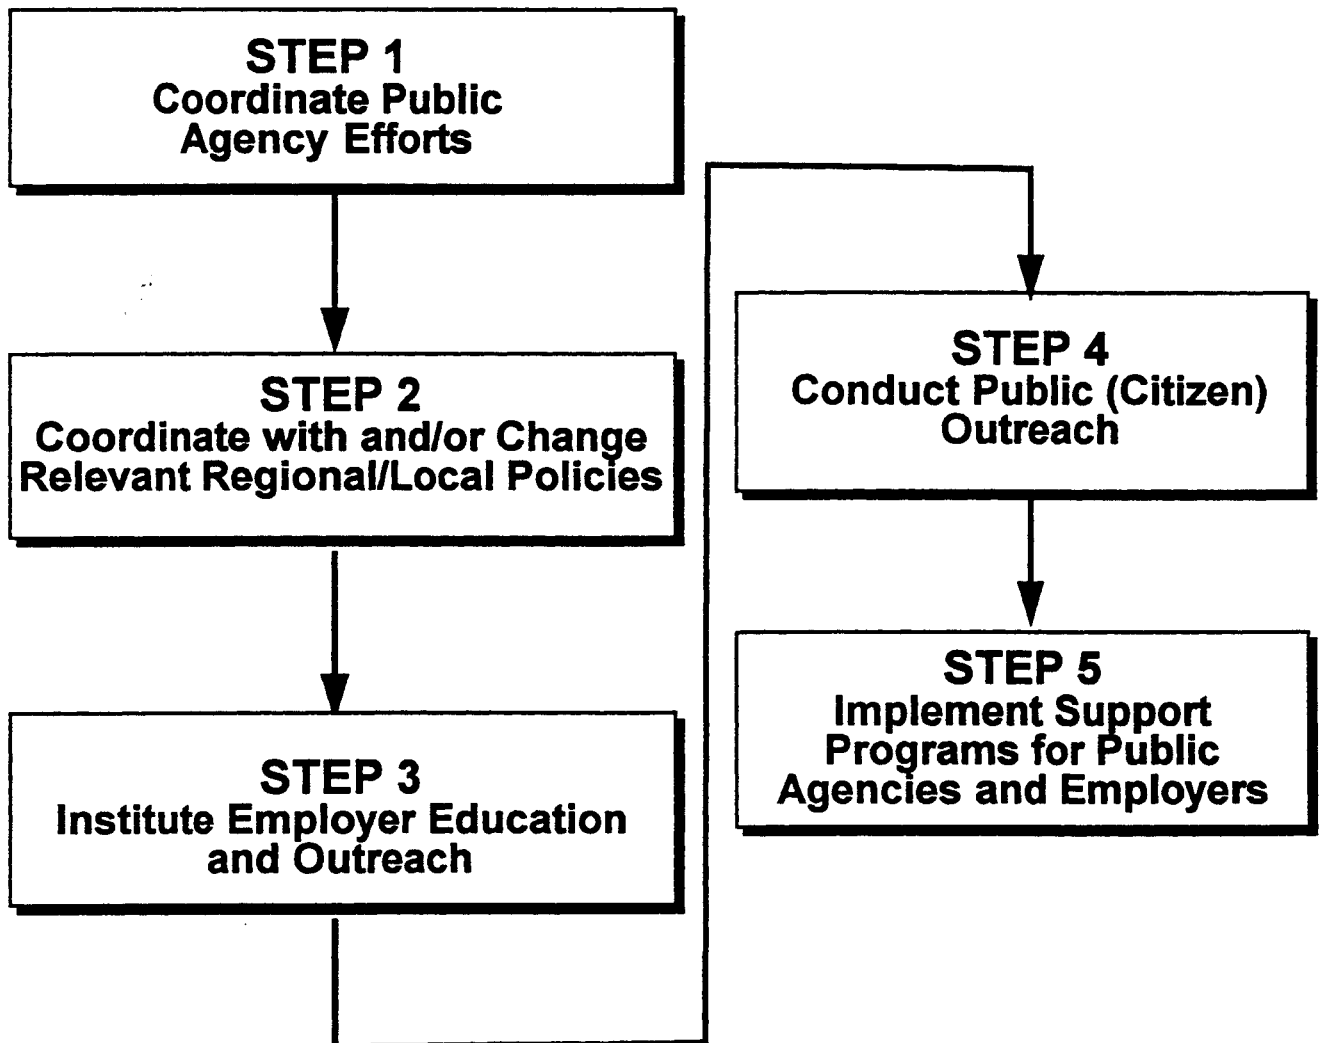 STEP 1
Coordinate Public
Agency Efforts
STEP 2
Coordinate with and/or Change
Relevant Regional/Local Policies
STEP 3
Institute Employer Education
and Outreach
STEP 4
Conduct Public (Citizen)
Outreach
STEP 5
Implement Support
Programs for Public
Agencies and Employers